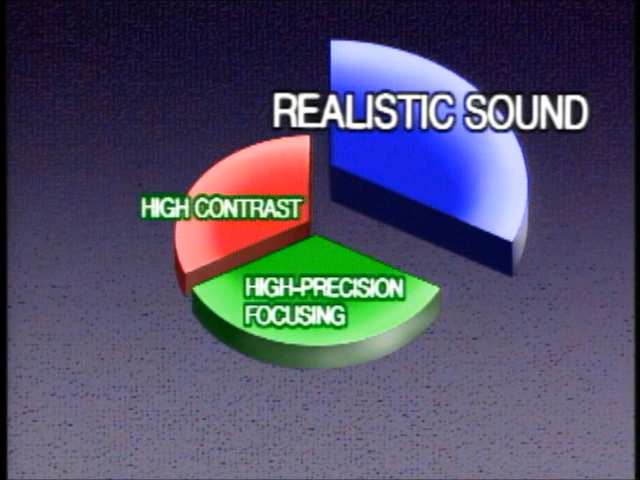 REALISTIC SOUND
HIGH CONTRAST
HIGH-PRECISION
FOCUSING